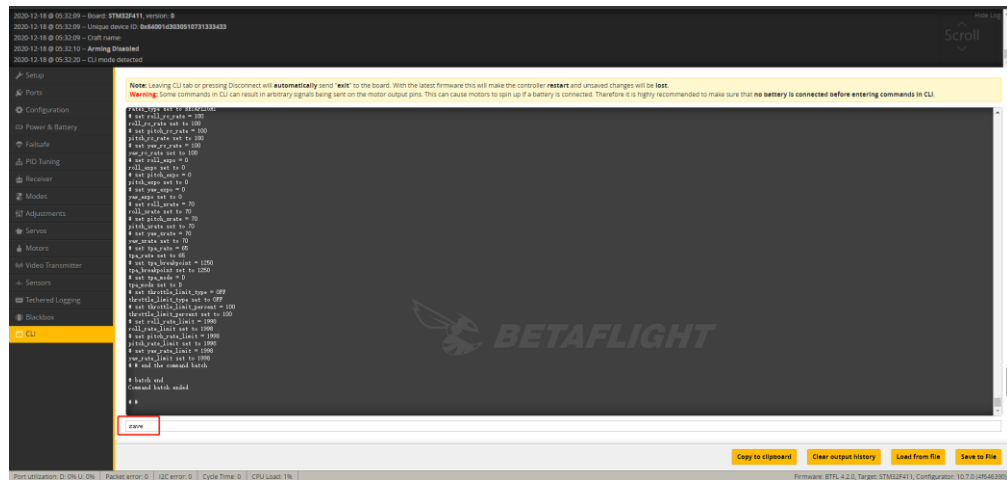 2020-12-18 @ 05:32:09 -- Board: STM32F411, version: 0
2020-12-18 @ 05:32:09 -- Unique device ID: 0x64001d3830510731333433
2020-12-18 @ 05:32:09 -- Craft name:
2020-12-18 @ 05:32:10 -- Arming Disabled
2020-12-18 @ 05:32:20 -- CLI mode detected
Hide Log
Scroll
Setup
Ports
Configuration
Power & Battery
Failsafe
PID Tuning
Receiver
Modes
Adjustments
Servos
Motors
Video Transmitter
Sensors
Tethered Logging
Blackbox
CLI
Note: Leaving CLI tab or pressing Disconnect will automatically send "exit" to the board. With the latest firmware this will make the controller restart and unsaved changes will be lost.
Warning: Some commands in CLI can result in arbitrary signals being sent on the motor output pins. This can cause motors to spin up if a battery is connected. Therefore it is highly recommended to make sure that no battery is connected before entering commands in CLI.
rates_type set to BETAFLIGHT
# set roll_rc_rate = 100
roll_rc_rate set to 100
# set pitch_rc_rate = 100
pitch_rc_rate set to 100
# set yaw_rc_rate = 100
yaw_rc_rate set to 100
# set roll_expo = 0
roll_expo set to 0
# set pitch_expo = 0
pitch_expo set to 0
# set yaw_expo = 0
yaw_expo set to 0
# set roll_srate = 70
roll_srate set to 70
# set pitch_srate = 70
pitch_srate set to 70
# set yaw_srate = 70
yaw_srate set to 70
# set tpa_rate = 65
tpa_rate set to 65
# set tpa_breakpoint = 1250
tpa_breakpoint set to 1250
# set tpa_mode = D
tpa_mode set to D
# set throttle_limit_type = OFF
throttle_limit_type set to OFF
# set throttle_limit_percent = 100
throttle_limit_percent set to 100
# set roll_rate_limit = 1998
roll_rate_limit set to 1998
# set pitch_rate_limit = 1998
pitch_rate_limit set to 1998
# set yaw_rate_limit = 1998
yaw_rate_limit set to 1998
# # end the command batch
# batch end
Command batch ended
# #
BETAFLIGHT
save
Copy to clipboard
Clear output history
Load from file
Save to File
Port utilization: D: 0% U: 0%
Packet error: 0
I2C error: 0
Cycle Time: 0
CPU Load: 1%
Firmware: BTFL 4.2.0, Target: STM32F411, Configurator: 10.7.0